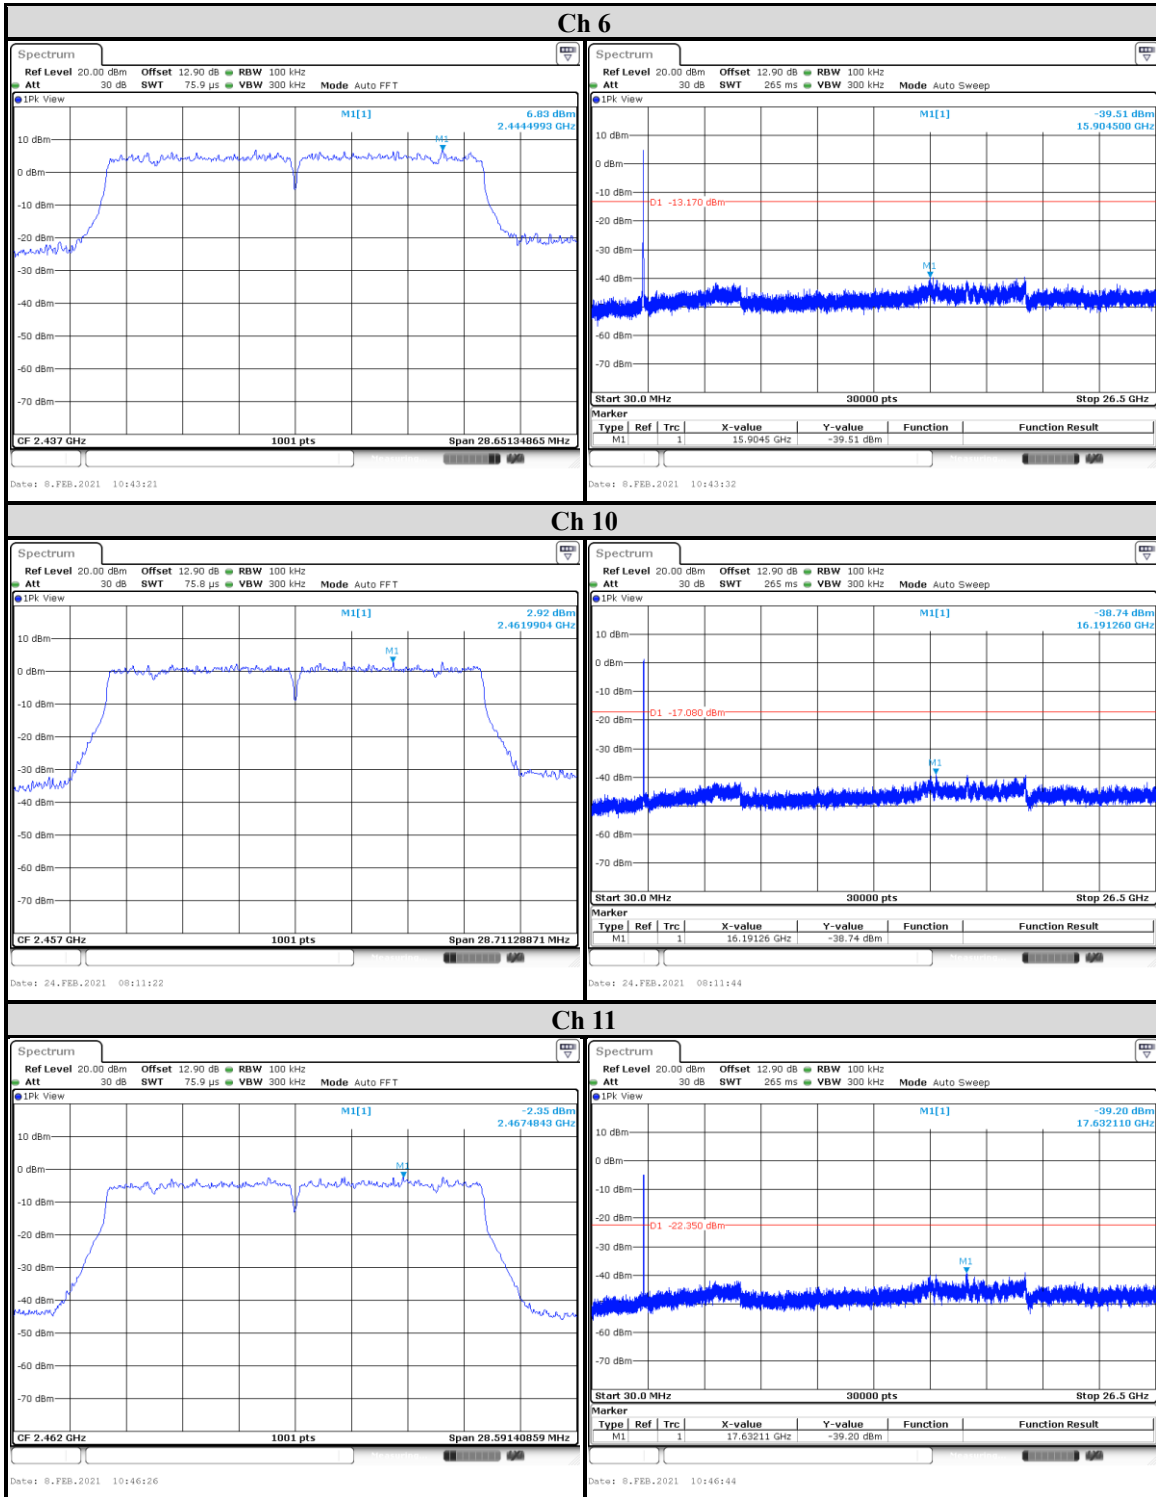 Ch 6
Spectrum
Ref Level 20.00 dBm Offset 12.90 dB RBW 100 kHz
Att 30 dB SWT 75.9 µs VBW 300 kHz Mode Auto FFT
1Pk View
M1[1] 6.83 dBm
2.4444993 GHz
M1
10 dBm
0 dBm
-10 dBm
-20 dBm
-30 dBm
-40 dBm
-50 dBm
-60 dBm
-70 dBm
CF 2.437 GHz 1001 pts Span 28.65134865 MHz
Date: 8.FEB.2021 10:43:21
Spectrum
Ref Level 20.00 dBm Offset 12.90 dB RBW 100 kHz
Att 30 dB SWT 265 ms VBW 300 kHz Mode Auto Sweep
1Pk View
M1[1] -39.51 dBm
15.904500 GHz
10 dBm
0 dBm
-10 dBm
D1 -13.170 dBm
-20 dBm
-30 dBm
M1
-40 dBm
-60 dBm
-70 dBm
Start 30.0 MHz 30000 pts Stop 26.5 GHz
Marker
Type Ref Trc X-value Y-value Function Function Result
M1 1 15.9045 GHz -39.51 dBm
Date: 8.FEB.2021 10:43:32
Ch 10
Spectrum
Ref Level 20.00 dBm Offset 12.90 dB RBW 100 kHz
Att 30 dB SWT 75.8 µs VBW 300 kHz Mode Auto FFT
1Pk View
M1[1] 2.92 dBm
2.4619904 GHz
10 dBm
M1
0 dBm
-10 dBm
-20 dBm
-30 dBm
-40 dBm
-50 dBm
-60 dBm
-70 dBm
CF 2.457 GHz 1001 pts Span 28.71128871 MHz
Date: 24.FEB.2021 08:11:22
Spectrum
Ref Level 20.00 dBm Offset 12.90 dB RBW 100 kHz
Att 30 dB SWT 265 ms VBW 300 kHz Mode Auto Sweep
1Pk View
M1[1] -38.74 dBm
16.191260 GHz
10 dBm
0 dBm
-10 dBm
D1 -17.080 dBm
-20 dBm
-30 dBm
M1
-40 dBm
-60 dBm
-70 dBm
Start 30.0 MHz 30000 pts Stop 26.5 GHz
Marker
Type Ref Trc X-value Y-value Function Function Result
M1 1 16.19126 GHz -38.74 dBm
Date: 24.FEB.2021 08:11:44
Ch 11
Spectrum
Ref Level 20.00 dBm Offset 12.90 dB RBW 100 kHz
Att 30 dB SWT 75.9 µs VBW 300 kHz Mode Auto FFT
1Pk View
M1[1] -2.35 dBm
2.4674843 GHz
10 dBm
0 dBm
M1
-10 dBm
-20 dBm
-30 dBm
-40 dBm
-50 dBm
-60 dBm
-70 dBm
CF 2.462 GHz 1001 pts Span 28.59140859 MHz
Date: 8.FEB.2021 10:46:26
Spectrum
Ref Level 20.00 dBm Offset 12.90 dB RBW 100 kHz
Att 30 dB SWT 265 ms VBW 300 kHz Mode Auto Sweep
1Pk View
M1[1] -39.20 dBm
17.632110 GHz
10 dBm
0 dBm
-10 dBm
-20 dBm
D1 -22.350 dBm
-30 dBm
M1
-40 dBm
-60 dBm
-70 dBm
Start 30.0 MHz 30000 pts Stop 26.5 GHz
Marker
Type Ref Trc X-value Y-value Function Function Result
M1 1 17.63211 GHz -39.20 dBm
Date: 8.FEB.2021 10:46:44